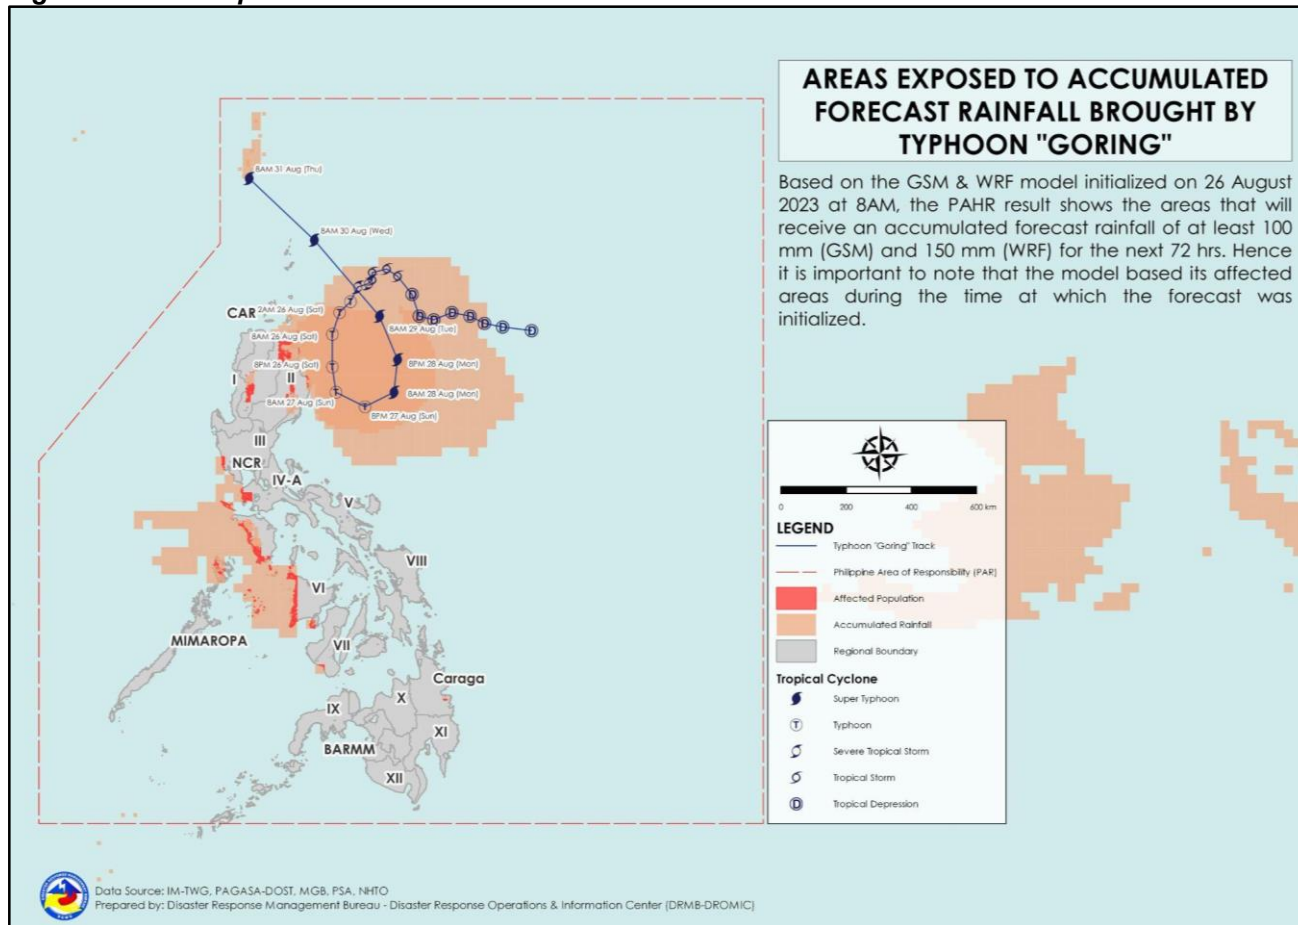 AREAS EXPOSED TO ACCUMULATED
FORECAST RAINFALL BROUGHT BY
TYPHOON "GORING"
Based on the GSM & WRF model initialized on 26 August
2023 at 8AM, the PAHR result shows the areas that will
receive an accumulated forecast rainfall of at least 100
mm (GSM) and 150 mm (WRF) for the next 72 hrs. Hence
it is important to note that the model based its affected
areas during the time at which the forecast was
initialized.
8AM 31 Aug (Thu)
8AM 30 Aug (Wed)
CAR
2AM 26 Aug (Sat)
8AM 29 Aug (Tue)
8AM 26 Aug (Sat)
8PM 26 Aug (Sat)
8PM 28 Aug (Mon)
I
II
8AM 27 Aug (Sun)
8AM 28 Aug (Mon)
8PM 27 Aug (Sun)
III
NCR
IV-A
V
VIII
VI
MIMAROPA
VII
Caraga
X
IX
XI
BARMM
XII
0 200 400 600 km
LEGEND
Typhoon "Goring" Track
Philippine Area of Responsibility (PAR)
Affected Population
Accumulated Rainfall
Regional Boundary
Tropical Cyclone
Super Typhoon
T Typhoon
Severe Tropical Storm
Tropical Storm
D Tropical Depression
Data Source: IM-TWG, PAGASA-DOST, MGB, PSA, NHTO
Prepared by: Disaster Response Management Bureau - Disaster Response Operations & Information Center (DRMB-DROMIC)